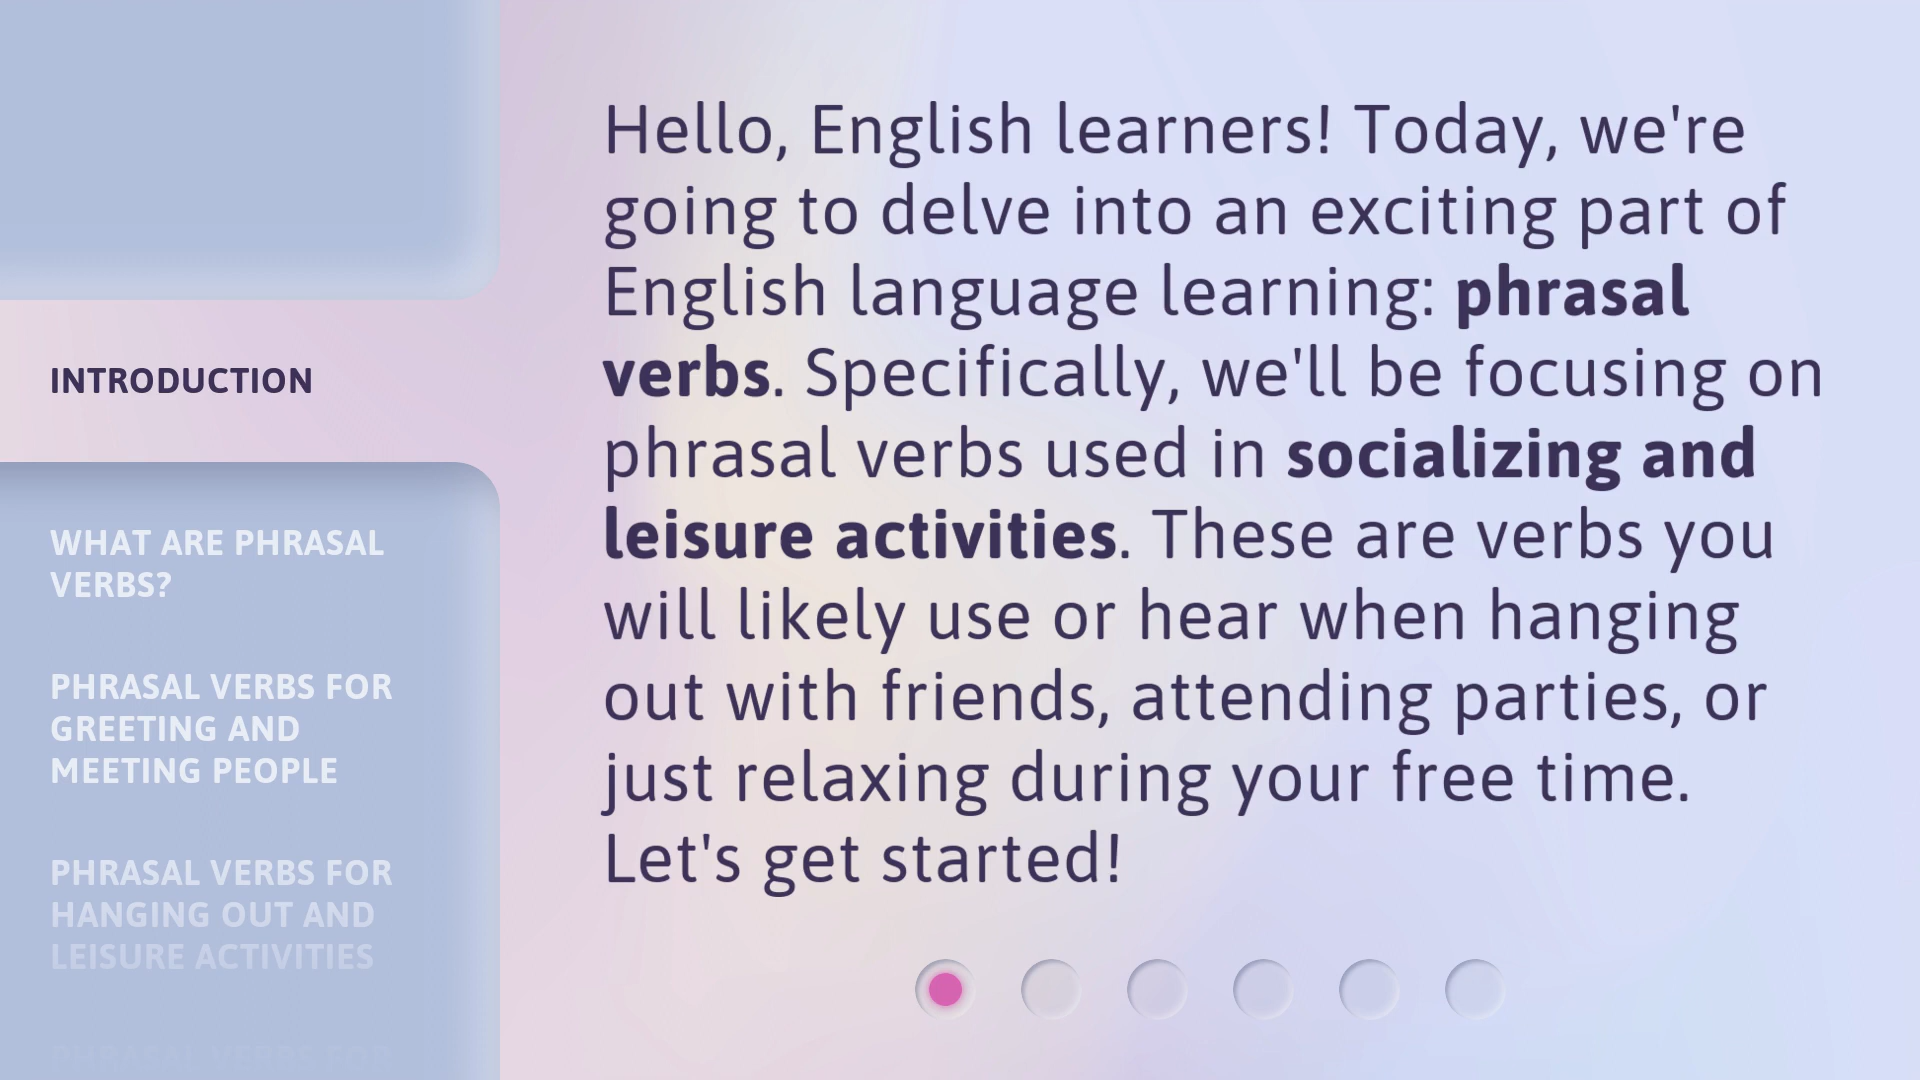 INTRODUCTION
WHAT ARE PHRASAL
VERBS?
PHRASAL VERBS FOR
GREETING AND
MEETING PEOPLE
PHRASAL VERBS FOR
HANGING OUT AND
LEISURE ACTIVITIES
PHRASAL VERBS FOR
Hello, English learners! Today, we're
going to delve into an exciting part of
English language learning: phrasal
verbs. Specifically, we'll be focusing on
phrasal verbs used in socializing and
leisure activities. These are verbs you
will likely use or hear when hanging
out with friends, attending parties, or
just relaxing during your free time.
Let's get started!